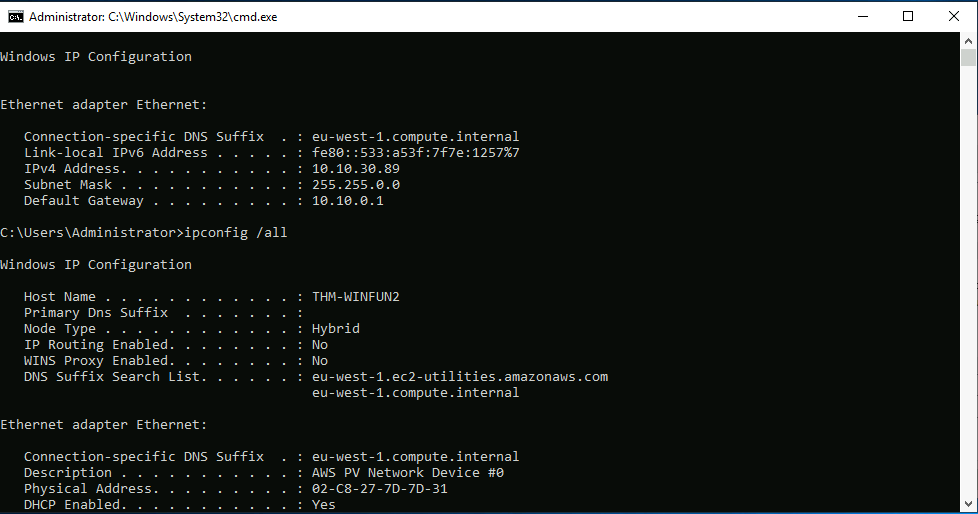 Administrator: C:\Windows\System32\cmd.exe
Windows IP Configuration
Ethernet adapter Ethernet:
Connection-specific DNS Suffix  . : eu-west-1.compute.internal
Link-local IPv6 Address . . . . . : fe80::533:a53f:7f7e:1257%7
IPv4 Address. . . . . . . . . . . : 10.10.30.89
Subnet Mask . . . . . . . . . . . : 255.255.0.0
Default Gateway . . . . . . . . . : 10.10.0.1
C:\Users\Administrator>ipconfig /all
Windows IP Configuration
Host Name . . . . . . . . . . . . : THM-WINFUN2
Primary Dns Suffix  . . . . . . . :
Node Type . . . . . . . . . . . . : Hybrid
IP Routing Enabled. . . . . . . . : No
WINS Proxy Enabled. . . . . . . . : No
DNS Suffix Search List. . . . . . : eu-west-1.ec2-utilities.amazonaws.com
eu-west-1.compute.internal
Ethernet adapter Ethernet:
Connection-specific DNS Suffix  . : eu-west-1.compute.internal
Description . . . . . . . . . . . : AWS PV Network Device #0
Physical Address. . . . . . . . . : 02-C8-27-7D-7D-31
DHCP Enabled. . . . . . . . . . . : Yes